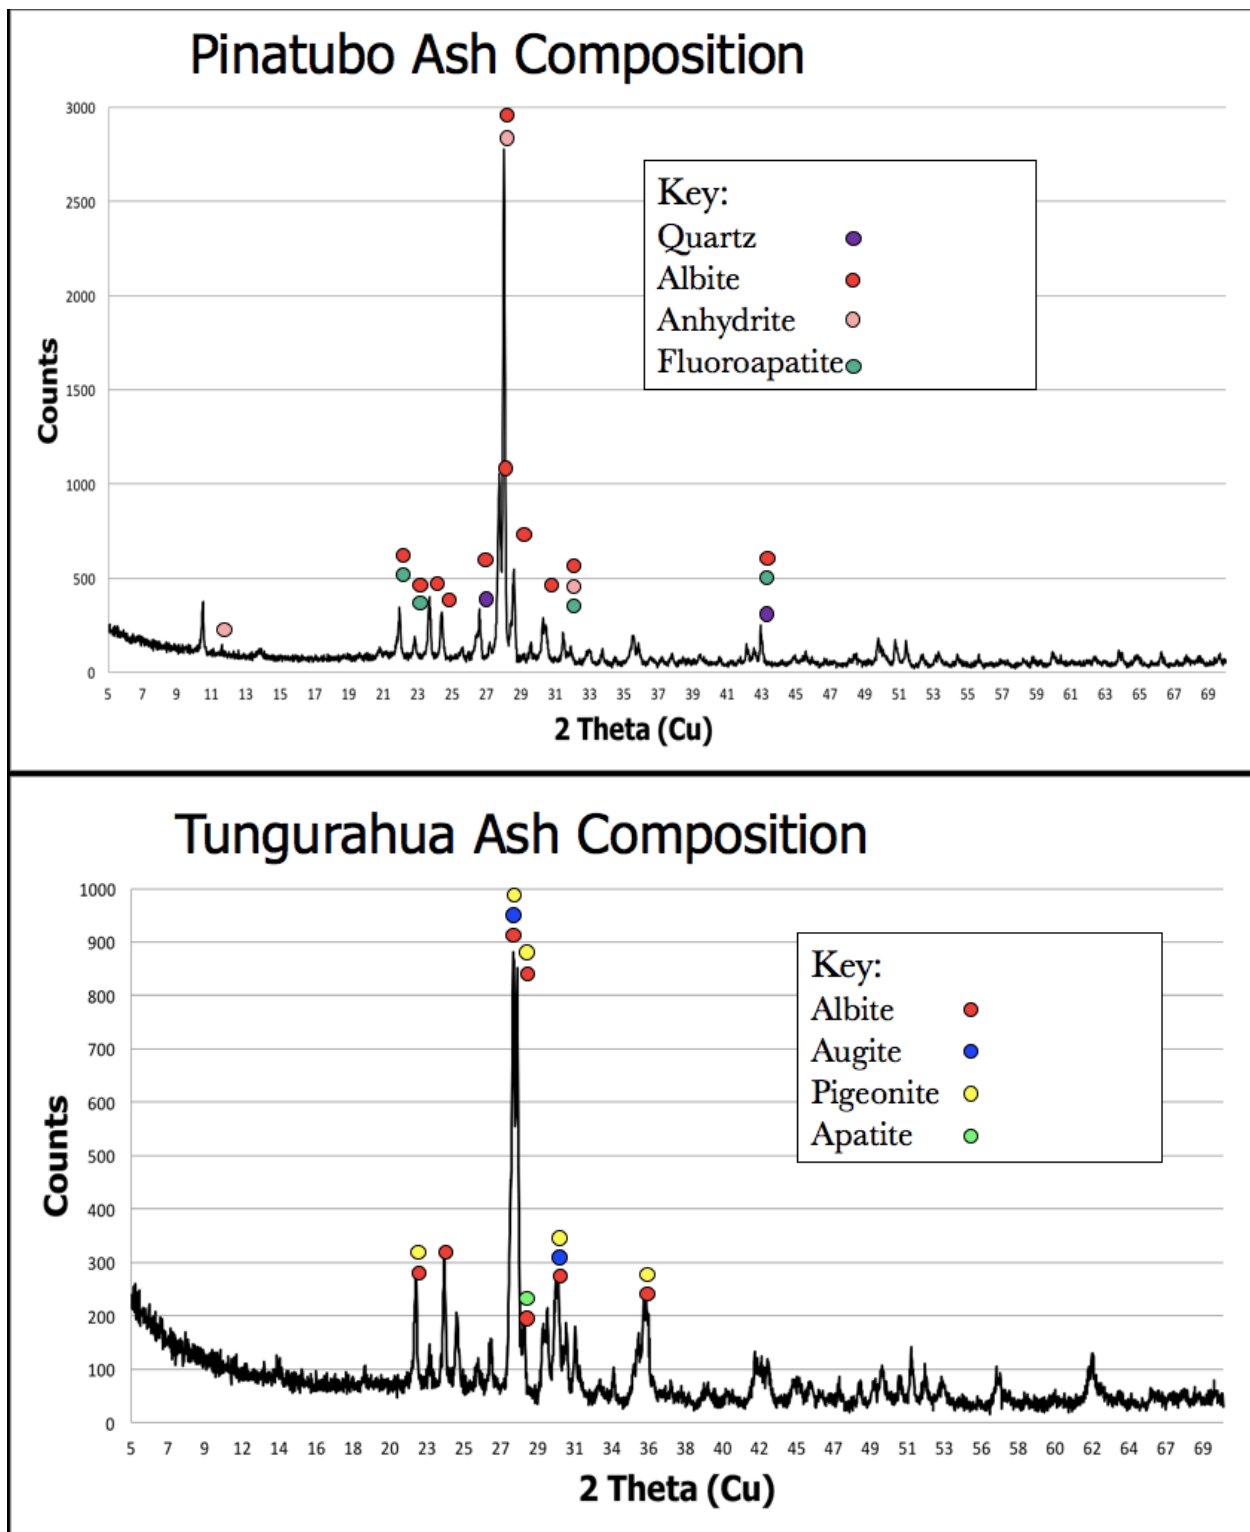 Pinatubo Ash Composition
3000
2500
2000
1500
1000
500
0
Counts
Key:
Quartz
Albite
Anhydrite
Fluoroapatite
5 7 9 11 13 15 17 19 21 23 25 27 29 31 33 35 37 39 41 43 45 47 49 51 53 55 57 59 61 63 65 67 69
2 Theta (Cu)
Tungurahua Ash Composition
1000
900
800
700
600
500
400
300
200
100
0
Counts
Key:
Albite
Augite
Pigeonite
Apatite
5 7 9 12 14 16 18 20 23 25 27 29 31 34 36 38 40 42 45 47 49 51 53 56 58 60 62 64 67 69
2 Theta (Cu)